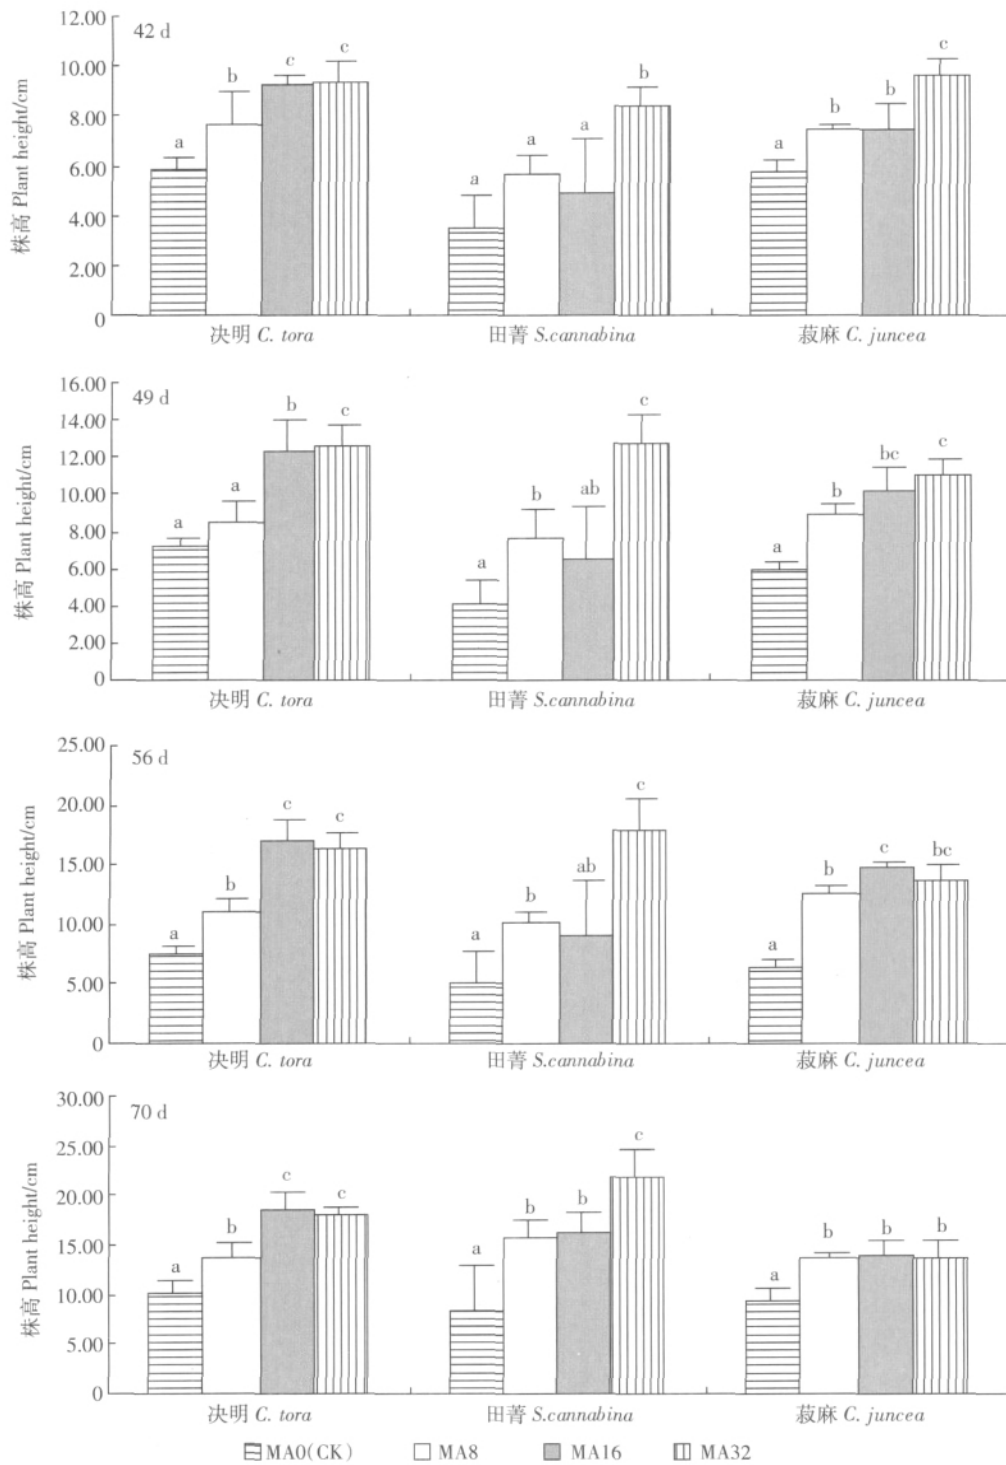 12.00
42 d
10.00
8.00
6.00
4.00
2.00
0
株高 Plant height/cm
a b c c
a a a b
a b b c
决明 C. tora 田菁 S.cannabina 菽麻 C. juncea
16.00
49 d
14.00
12.00
10.00
8.00
6.00
4.00
2.00
0
株高 Plant height/cm
a a b c
a b ab c
a b bc c
决明 C. tora 田菁 S.cannabina 菽麻 C. juncea
25.00
56 d
20.00
15.00
10.00
5.00
0
株高 Plant height/cm
a b c c
a b ab c
a b c bc
决明 C. tora 田菁 S.cannabina 菽麻 C. juncea
30.00
70 d
25.00
20.00
15.00
10.00
5.00
0
株高 Plant height/cm
a b c c
a b b c
a b b b
决明 C. tora 田菁 S.cannabina 菽麻 C. juncea
MA0(CK) MA8 MA16 MA32